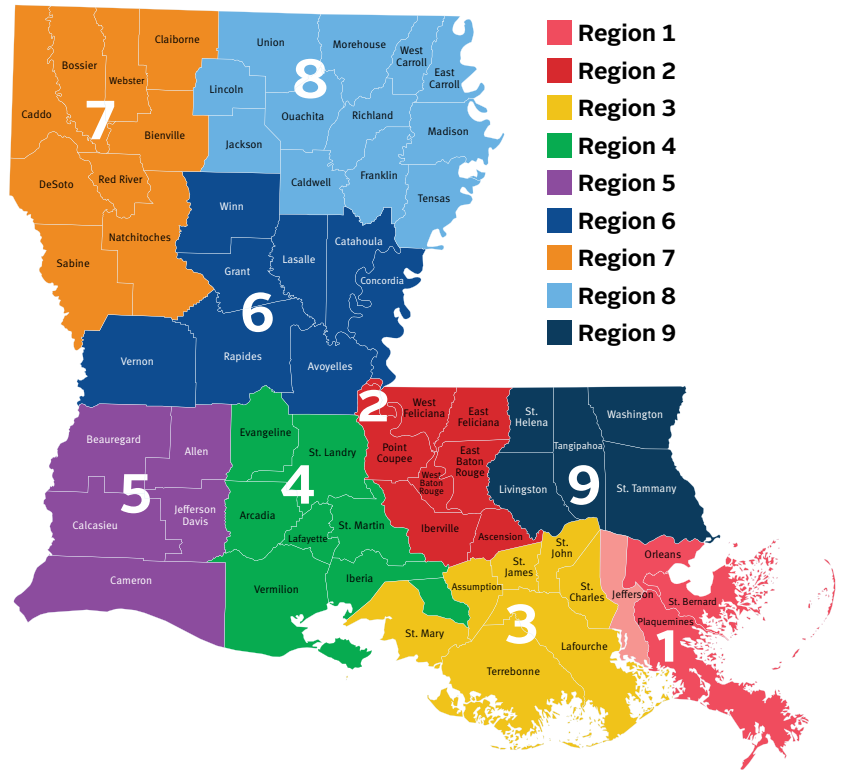 Region 1
Region 2
Region 3
Region 4
Region 5
Region 6
Region 7
Region 8
Region 9
Claiborne
Union
Morehouse
West
Carroll
East
Carroll
Bossier
Webster
8
Lincoln
Caddo
7
Ouachita
Richland
Madison
Bienville
Jackson
DeSoto
Red River
Caldwell
Franklin
Tensas
Winn
Natchitoches
Catahoula
Sabine
Grant
Lasalle
Concordia
6
Vernon
Rapides
Avoyelles
2
West
Feliciana
East
Feliciana
St.
Helena
Washington
Beauregard
Allen
Evangeline
St. Landry
Point
Coupee
East
Baton
Rouge
Tangipahoa
5
4
West
Baton
Rouge
Livingston
9
St. Tammany
Calcasieu
Jefferson
Davis
Arcadia
Lafayette
St. Martin
Iberville
Ascension
St.
John
Orleans
Cameron
Vermilion
Iberia
Assumption
St.
James
St.
Charles
Jefferson
St. Bernard
Plaquemines
St. Mary
3
Lafourche
1
Terrebonne